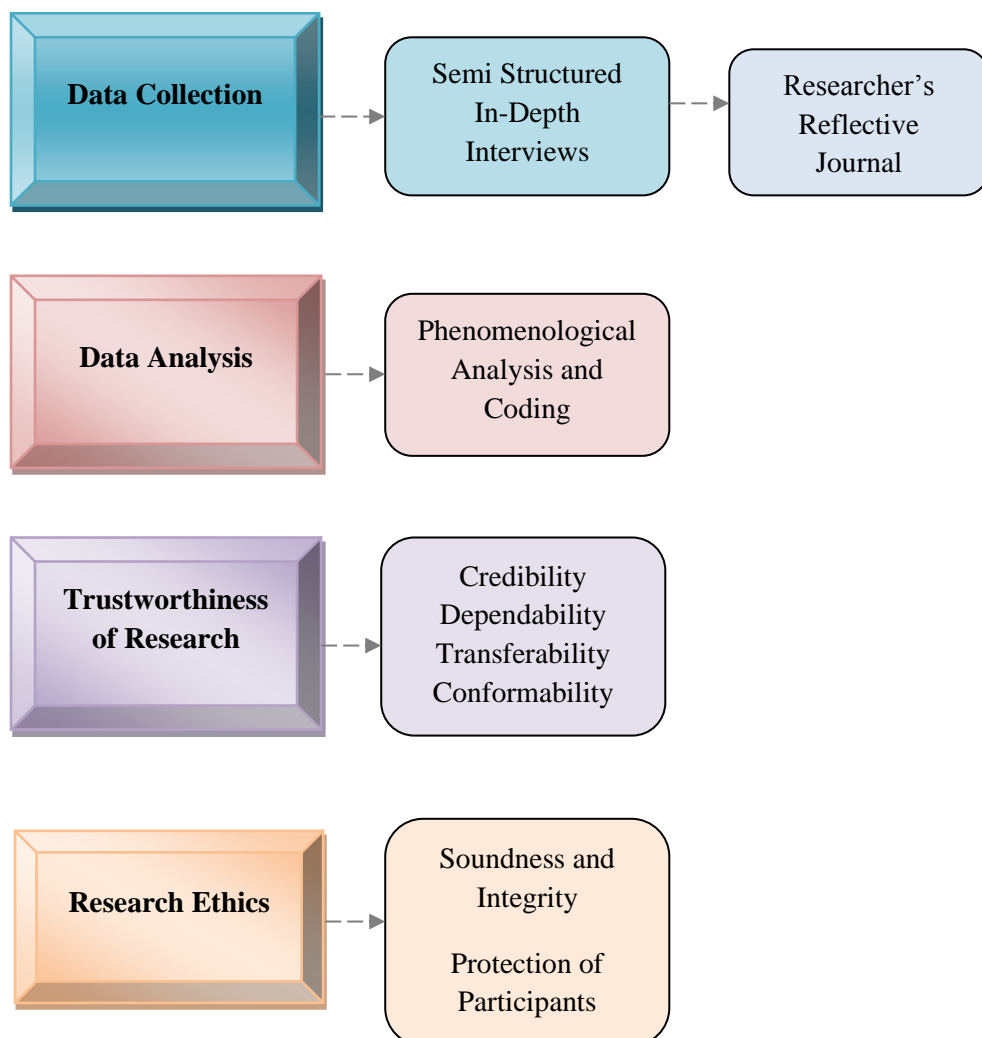 Data Collection
Semi Structured
In-Depth
Interviews
Researcher’s
Reflective
Journal
Data Analysis
Phenomenological
Analysis and
Coding
Trustworthiness
of Research
Credibility
Dependability
Transferability
Conformability
Research Ethics
Soundness and
Integrity
Protection of
Participants